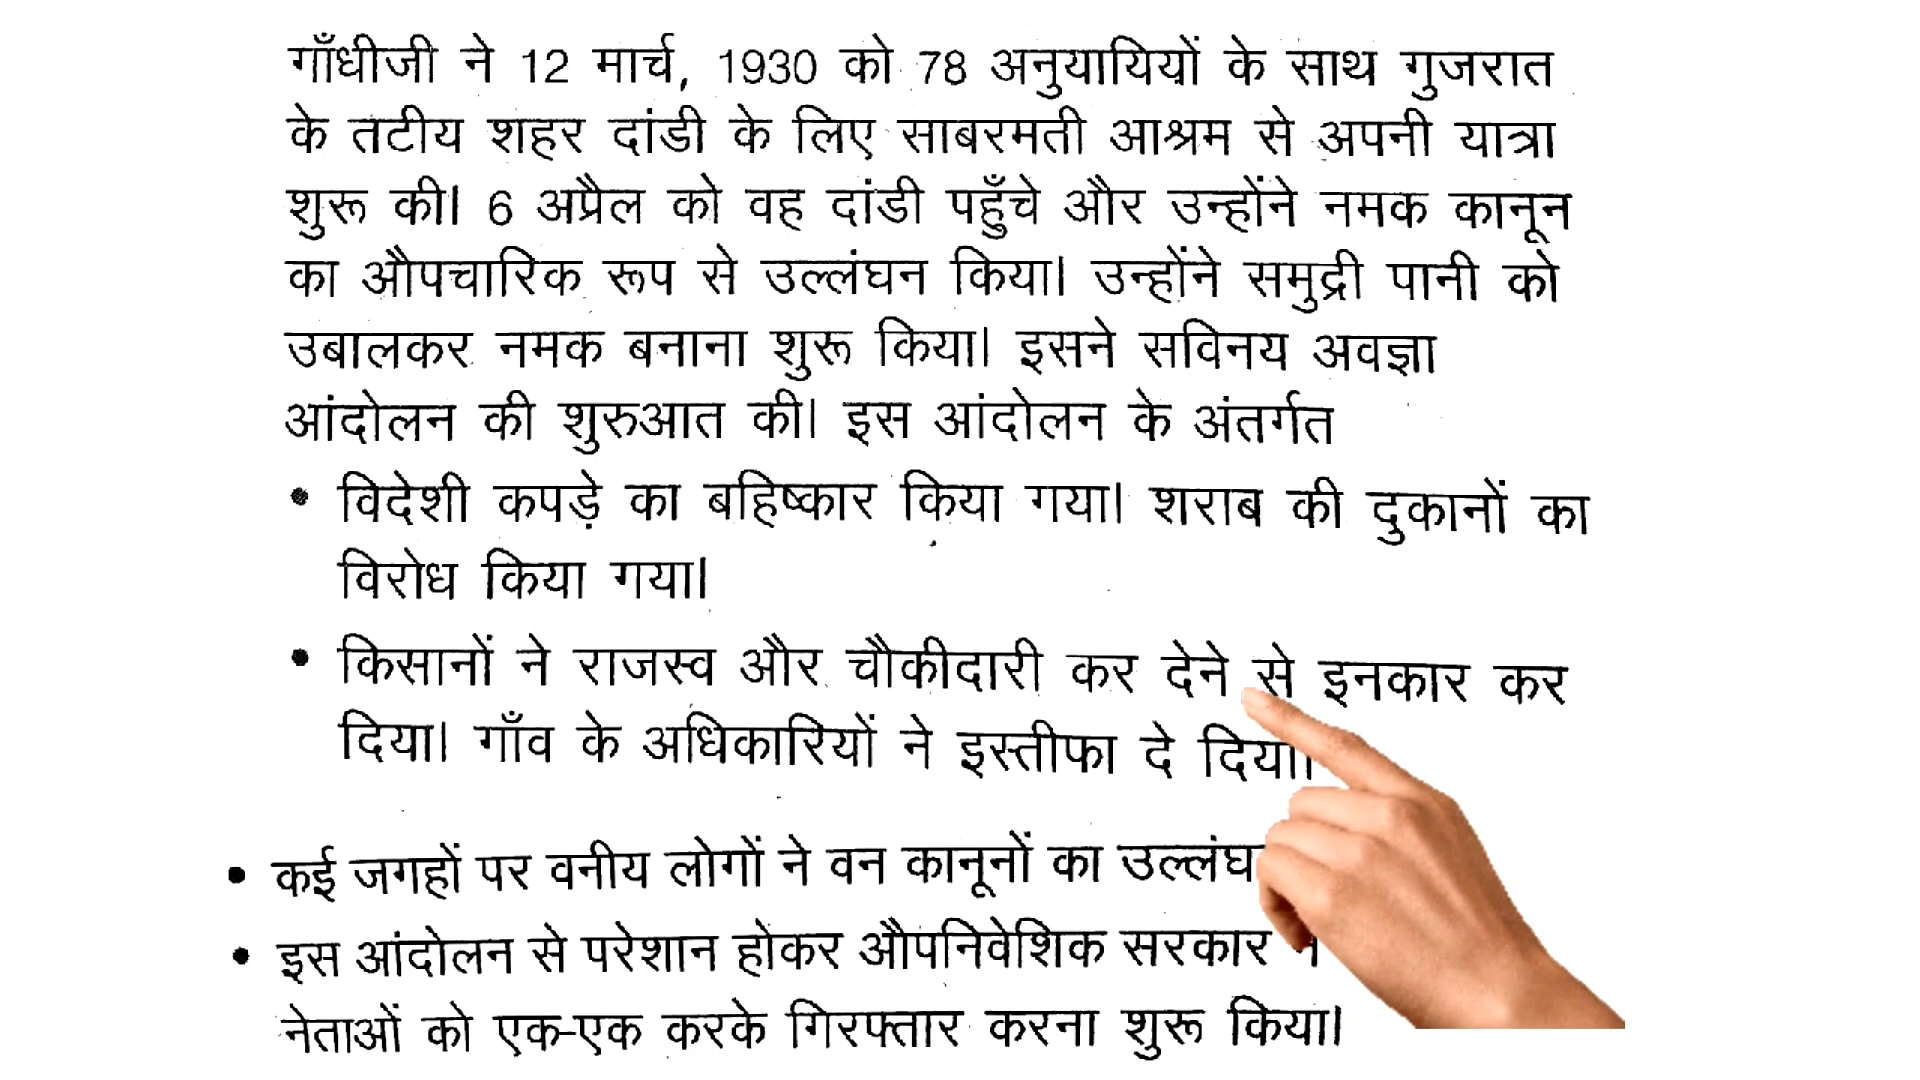 गाँधीजी ने 12 मार्च, 1930 को 78 अनुयायियों के साथ गुजरात
के तटीय शहर दांडी के लिए साबरमती आश्रम से अपनी यात्रा
शुरू की। 6 अप्रैल को वह दांडी पहुँचे और उन्होंने नमक कानून
का औपचारिक रूप से उल्लंघन किया। उन्होंने समुद्री पानी को
उबालकर नमक बनाना शुरू किया। इसने सविनय अवज्ञा
आंदोलन की शुरुआत की। इस आंदोलन के अंतर्गत
• विदेशी कपड़े का बहिष्कार किया गया। शराब की दुकानों का
विरोध किया गया।
• किसानों ने राजस्व और चौकीदारी कर देने से इनकार कर
दिया। गाँव के अधिकारियों ने इस्तीफा दे दिया।
• कई जगहों पर वनीय लोगों ने वन कानूनों का
• इस आंदोलन से परेशान होकर औपनिवेशिक सरकार
नेताओं को एक-एक करके गिरफ्तार करना शुरू किया।